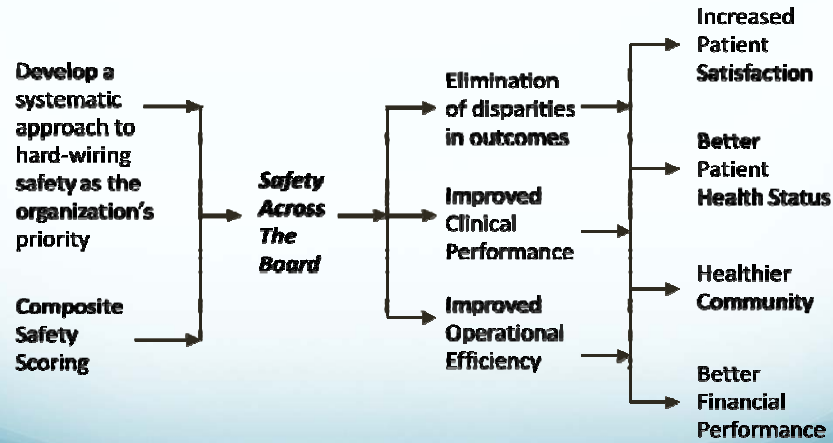 Develop a
systematic
approach to
hard-wiring
safety as the
organization's
priority
Composite
Safety
Scoring
Safety
Across
The
Board
Elimination
of disparities
in outcomes
Improved
Clinical
Performance
Improved
Operational
Efficiency
Increased
Patient
Satisfaction
Better
Patient
Health Status
Healthier
Community
Better
Financial
Performance